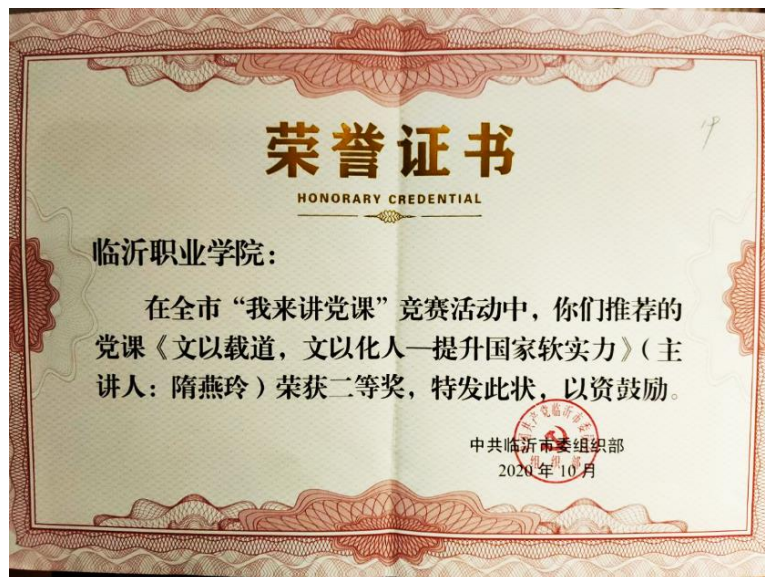 荣誉证书
HONORARY CREDENTIAL
临沂职业学院：
在全市“我来讲党课”竞赛活动中，你们推荐的
党课《文以载道，文以化人—提升国家软实力》（主
讲人：隋燕玲）荣获二等奖，特发此状，以资鼓励。
中共临沂市委组织部
2020年10月